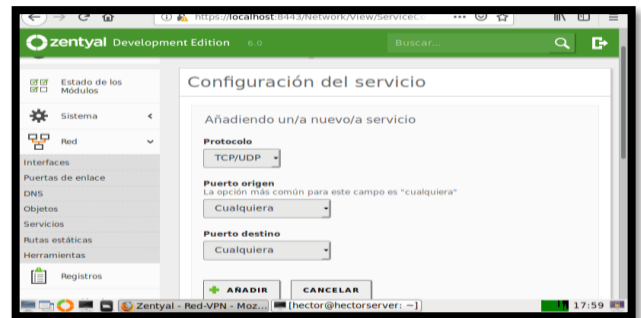 https://localhost:8443/Network/View/ServiceC
zentyal Development Edition 6.0
Buscar...
Estado de los
Módulos
Sistema
Red
Interfaces
Puertas de enlace
DNS
Objetos
Servicios
Rutas estáticas
Herramientas
Registros
Configuración del servicio
Añadiendo un/a nuevo/a servicio
Protocolo
TCP/UDP
Puerto origen
La opción más común para este campo es "cualquiera"
Cualquiera
Puerto destino
Cualquiera
+ AÑADIR
CANCELAR
Zentyal - Red-VPN - Moz...
[hector@hectorserver: ~]
17:59